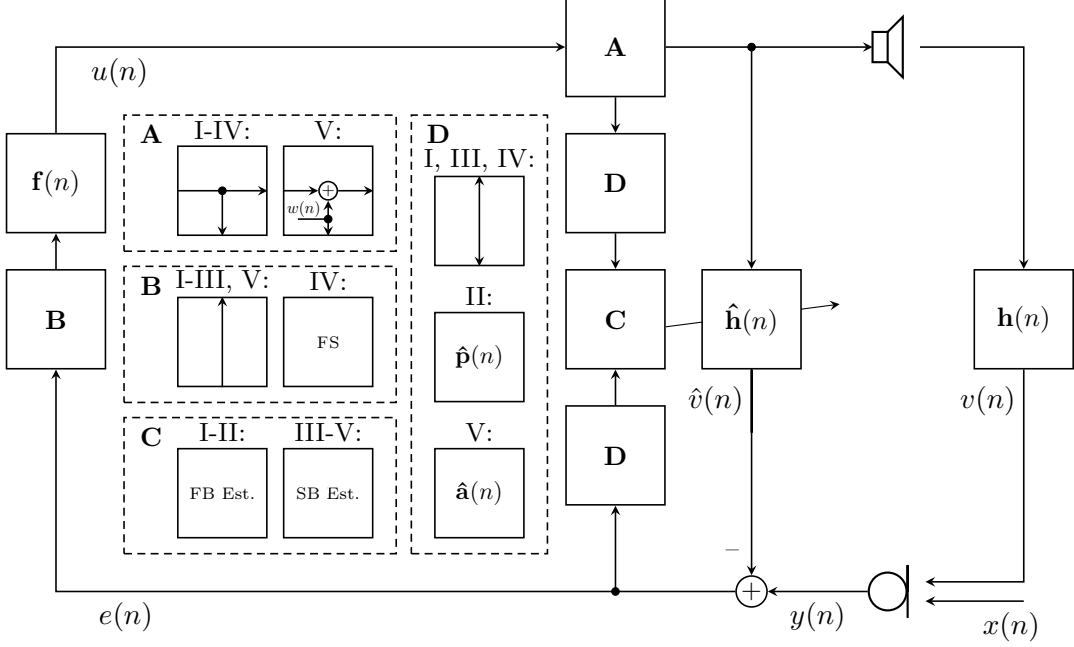 A
u(n)
A
I-IV:
V:
w(n)
+
D
I, III, IV:
f(n)
D
B
I-III, V:
IV:
FS
B
II:
p̂(n)
C
ĥ(n)
h(n)
v̂(n)
v(n)
C
I-II:
III-V:
FB Est.
SB Est.
V:
â(n)
D
−
+
e(n)
y(n)
x(n)